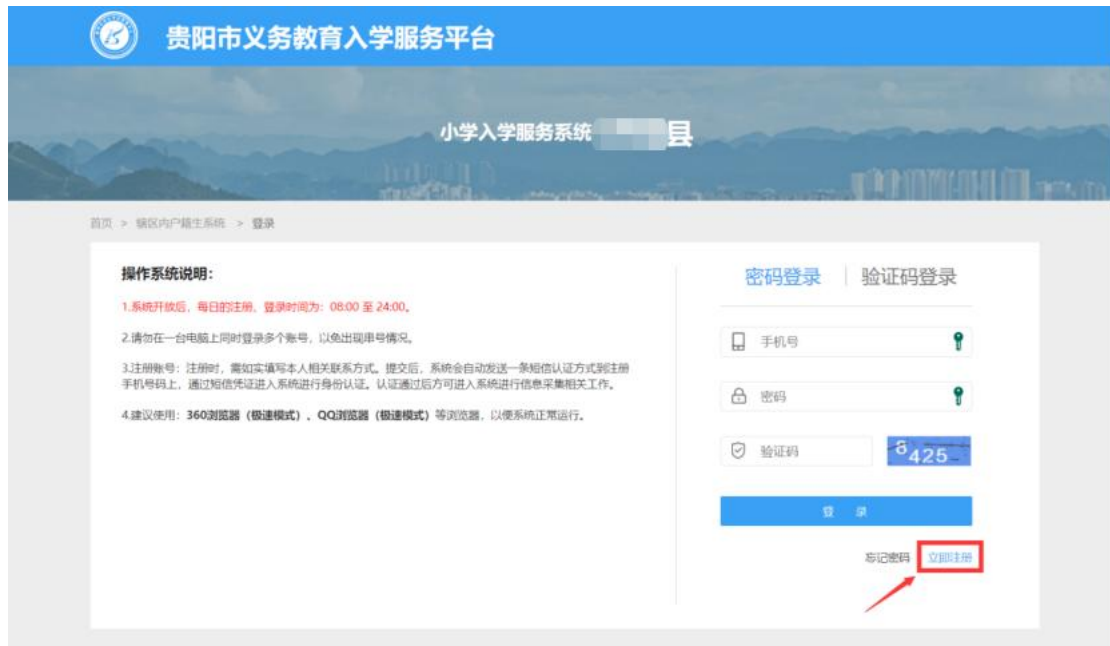 贵阳市义务教育入学服务平台
小学入学服务系统 县
首页 > 辖区内户籍生系统 > 登录
操作系统说明：
1.系统开放后，每日的注册、登录时间为：08:00 至 24:00。
2.请勿在一台电脑上同时登录多个账号，以免出现串号情况。
3.注册账号：注册时，需如实填写本人相关联系方式。提交后，系统会自动发送一条短信认证方式到注册
手机号码上，通过短信凭证进入系统进行身份认证。认证通过后方可进入系统进行信息采集相关工作。
4.建议使用：360浏览器（极速模式）、QQ浏览器（极速模式）等浏览器，以便系统正常运行。
密码登录 | 验证码登录
手机号
密码
验证码
8425
登 录
忘记密码 立即注册